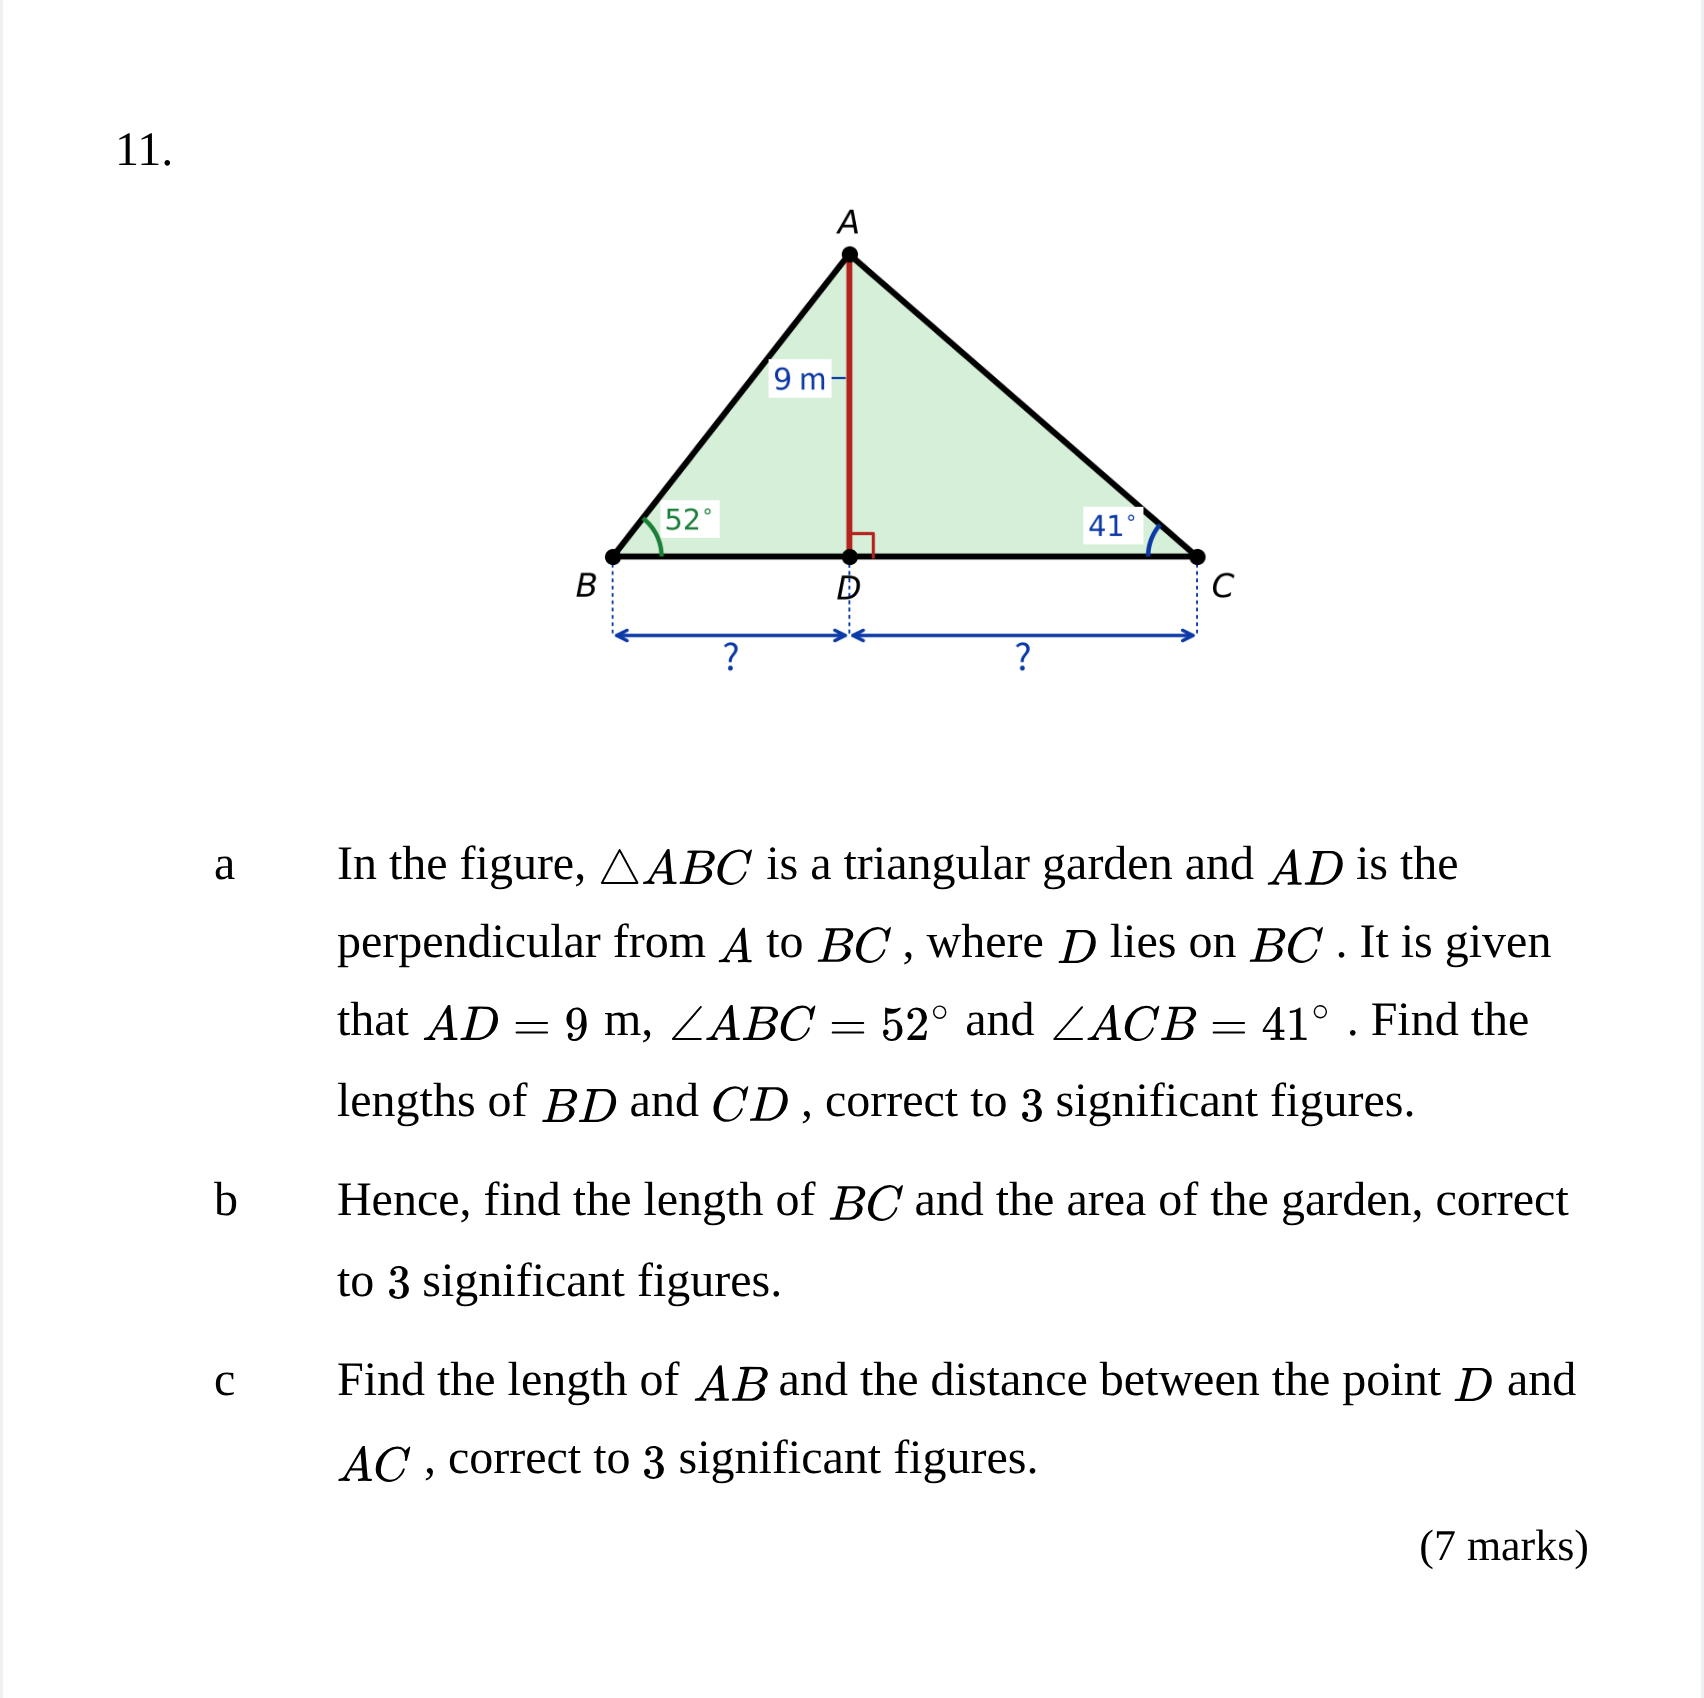 11.
A
9 m
52°
41°
B
D
C
?
?
a In the figure, △ABC is a triangular garden and AD is the
perpendicular from A to BC , where D lies on BC . It is given
that AD = 9 m, ∠ABC = 52° and ∠ACB = 41° . Find the
lengths of BD and CD , correct to 3 significant figures.
b Hence, find the length of BC and the area of the garden, correct
to 3 significant figures.
c Find the length of AB and the distance between the point D and
AC , correct to 3 significant figures.
(7 marks)